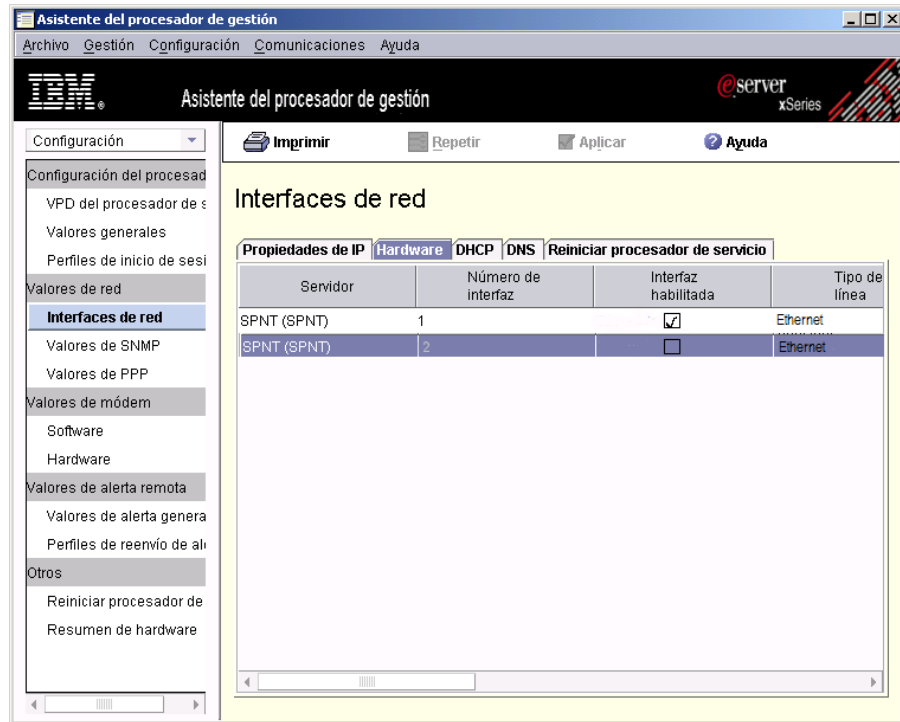 Asistente del procesador de gestión
Archivo Gestión Configuración Comunicaciones Ayuda
IBM®
Asistente del procesador de gestión
eserver
xSeries
Configuración
Imprimir Repetir Aplicar Ayuda
Configuración del procesad
VPD del procesador de s
Valores generales
Perfiles de inicio de sesi
Valores de red
Interfaces de red
Valores de SNMP
Valores de PPP
Valores de módem
Software
Hardware
Valores de alerta remota
Valores de alerta genera
Perfiles de reenvío de ale
Otros
Reiniciar procesador de
Resumen de hardware
Interfaces de red
Propiedades de IP Hardware DHCP DNS Reiniciar procesador de servicio
Servidor Número de interfaz Interfaz habilitada Tipo de línea
SPNT (SPNT) 1 Ethernet
SPNT (SPNT) 2 Ethernet